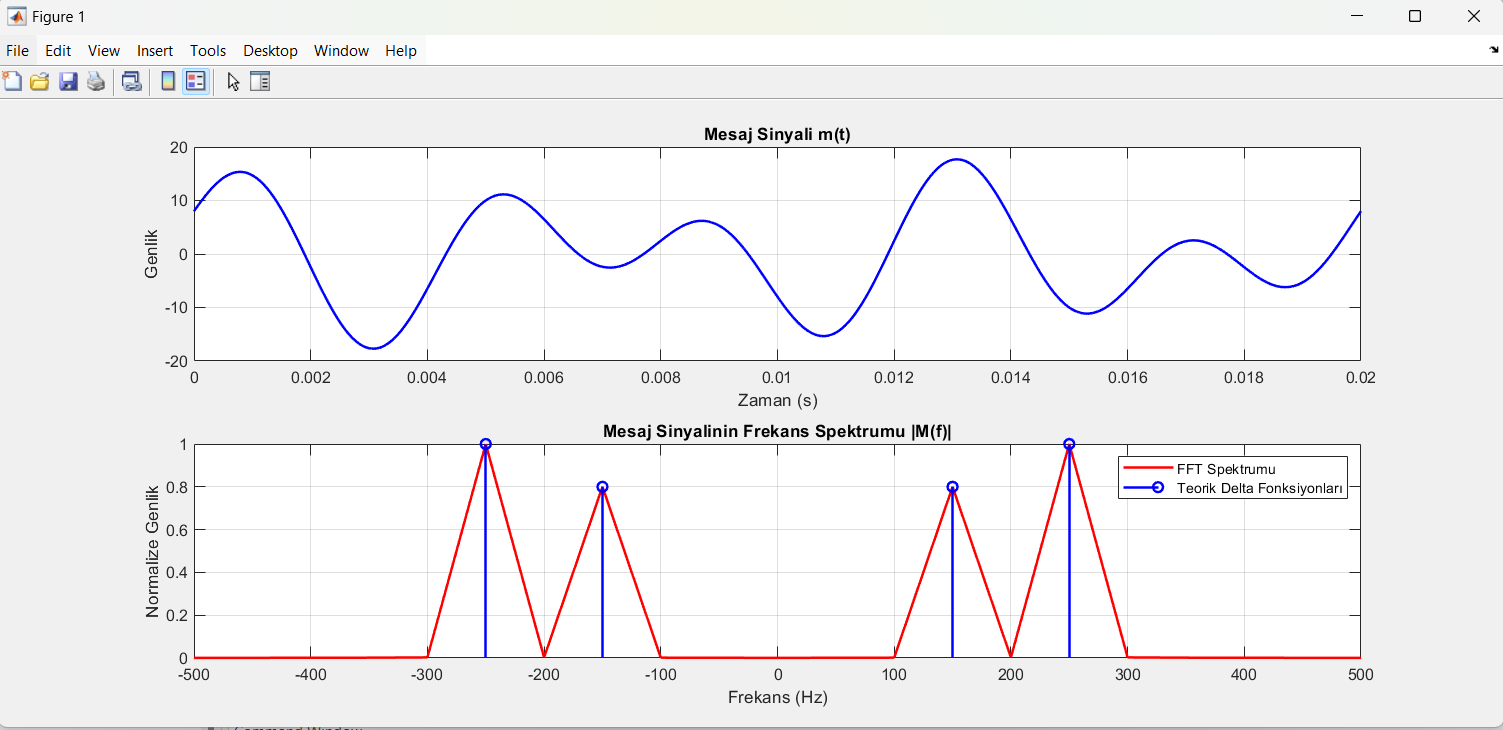 Figure 1
File Edit View Insert Tools Desktop Window Help
Mesaj Sinyali m(t)
20
10
0
-10
-20
Genlik
0 0.002 0.004 0.006 0.008 0.01 0.012 0.014 0.016 0.018 0.02
Zaman (s)
Mesaj Sinyalinin Frekans Spektrumu |M(f)|
1
0.8
0.6
0.4
0.2
0
Normalize Genlik
FFT Spektrumu
Teorik Delta Fonksiyonları
-500 -400 -300 -200 -100 0 100 200 300 400 500
Frekans (Hz)
Command Window